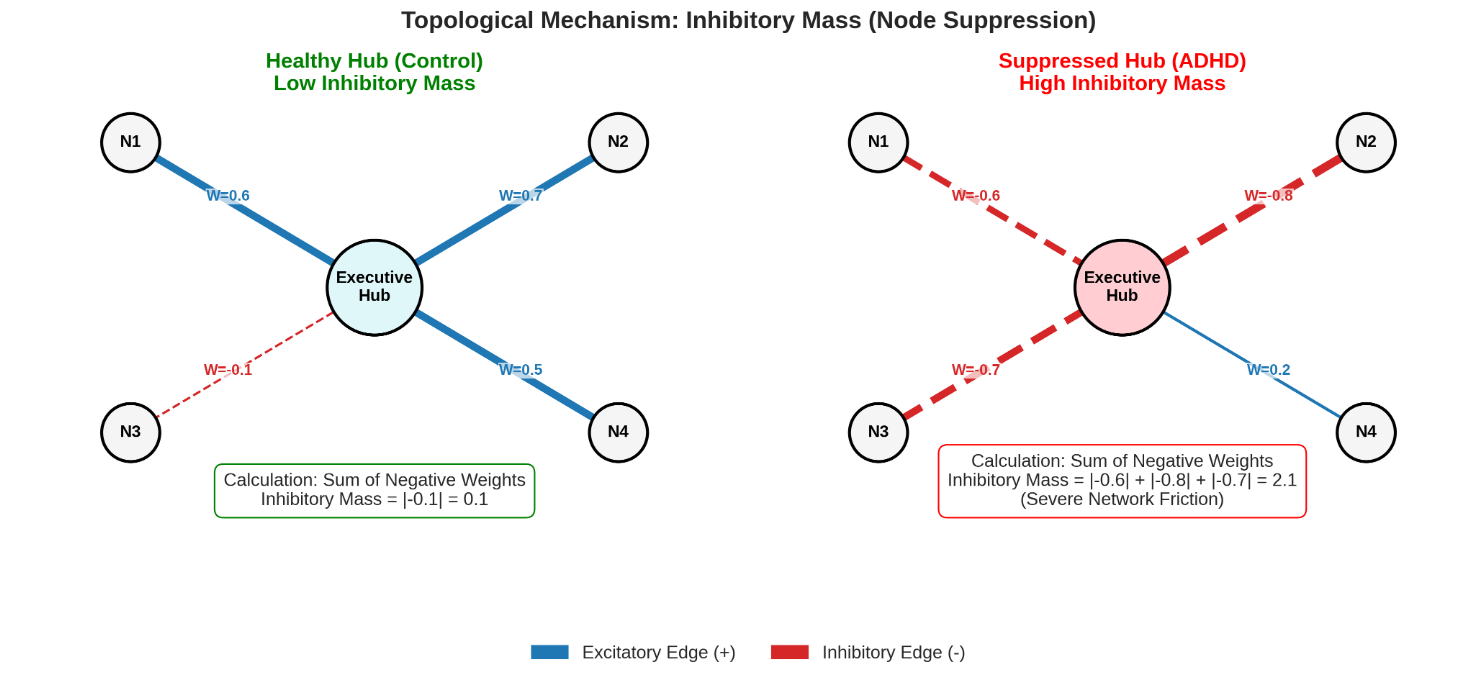 Topological Mechanism: Inhibitory Mass (Node Suppression)
Healthy Hub (Control)
Low Inhibitory Mass
N1
N2
W=0.6
W=0.7
Executive
Hub
W=-0.1
W=0.5
N3
N4
Calculation: Sum of Negative Weights
Inhibitory Mass = |-0.1| = 0.1
Suppressed Hub (ADHD)
High Inhibitory Mass
N1
N2
W=-0.6
W=-0.8
Executive
Hub
W=-0.7
W=0.2
N3
N4
Calculation: Sum of Negative Weights
Inhibitory Mass = |-0.6| + |-0.8| + |-0.7| = 2.1
(Severe Network Friction)
Excitatory Edge (+)
Inhibitory Edge (-)